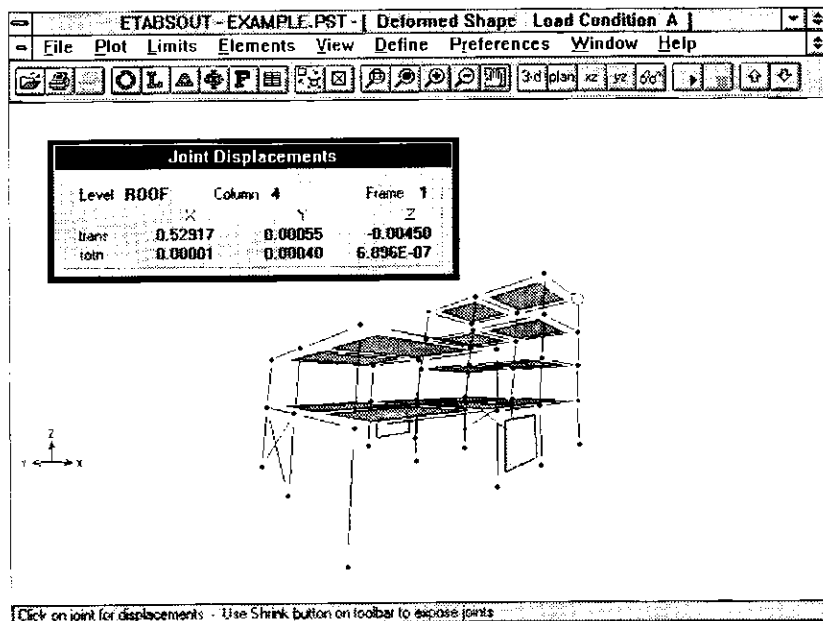 ETABSOUT - EXAMPLE.PST - [ Deformed Shape Load Condition A ]
File Plot Limits Elements View Define Preferences Window Help
3-d plan xz yz
Joint Displacements
Level ROOF Column 4 Frame 1
X Y Z
trans 0.52917 0.00055 -0.00450
rotn 0.00001 0.00040 6.896E-07
Z
Y X
Click on joint for displacements - Use Shrink button on toolbar to expose joints